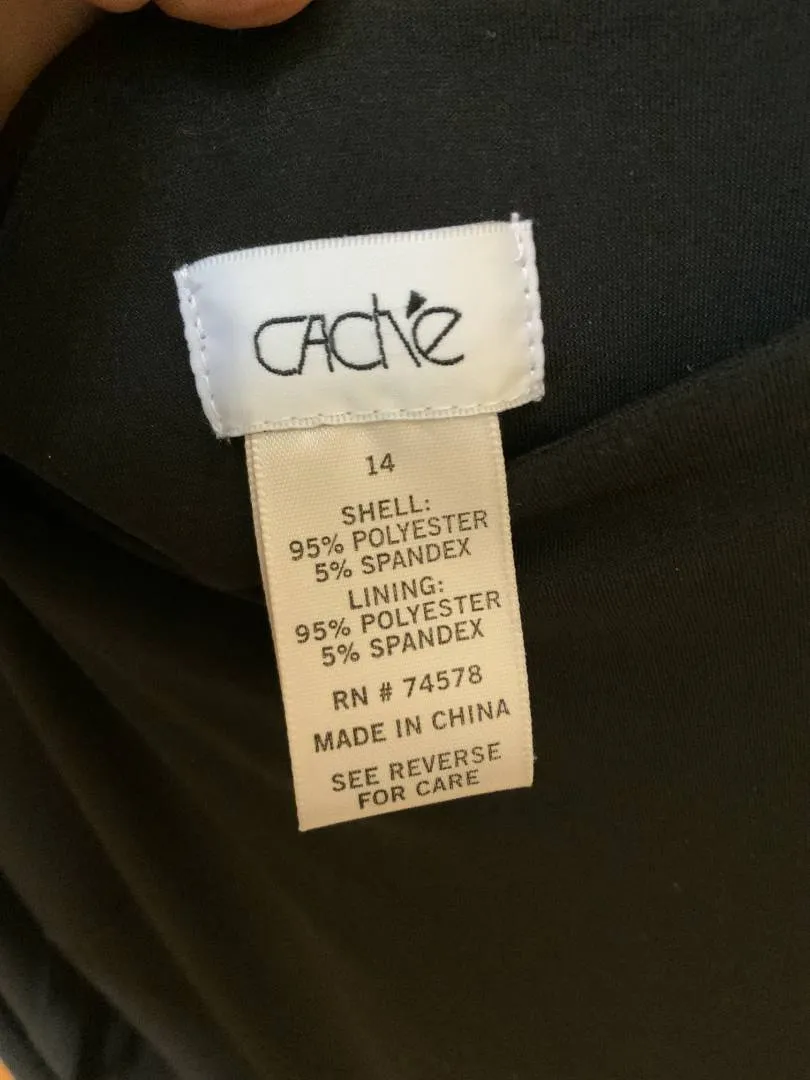 CACHÉ
14
SHELL:
95% POLYESTER
5% SPANDEX
LINING:
95% POLYESTER
5% SPANDEX
RN # 74578
MADE IN CHINA
SEE REVERSE
FOR CARE